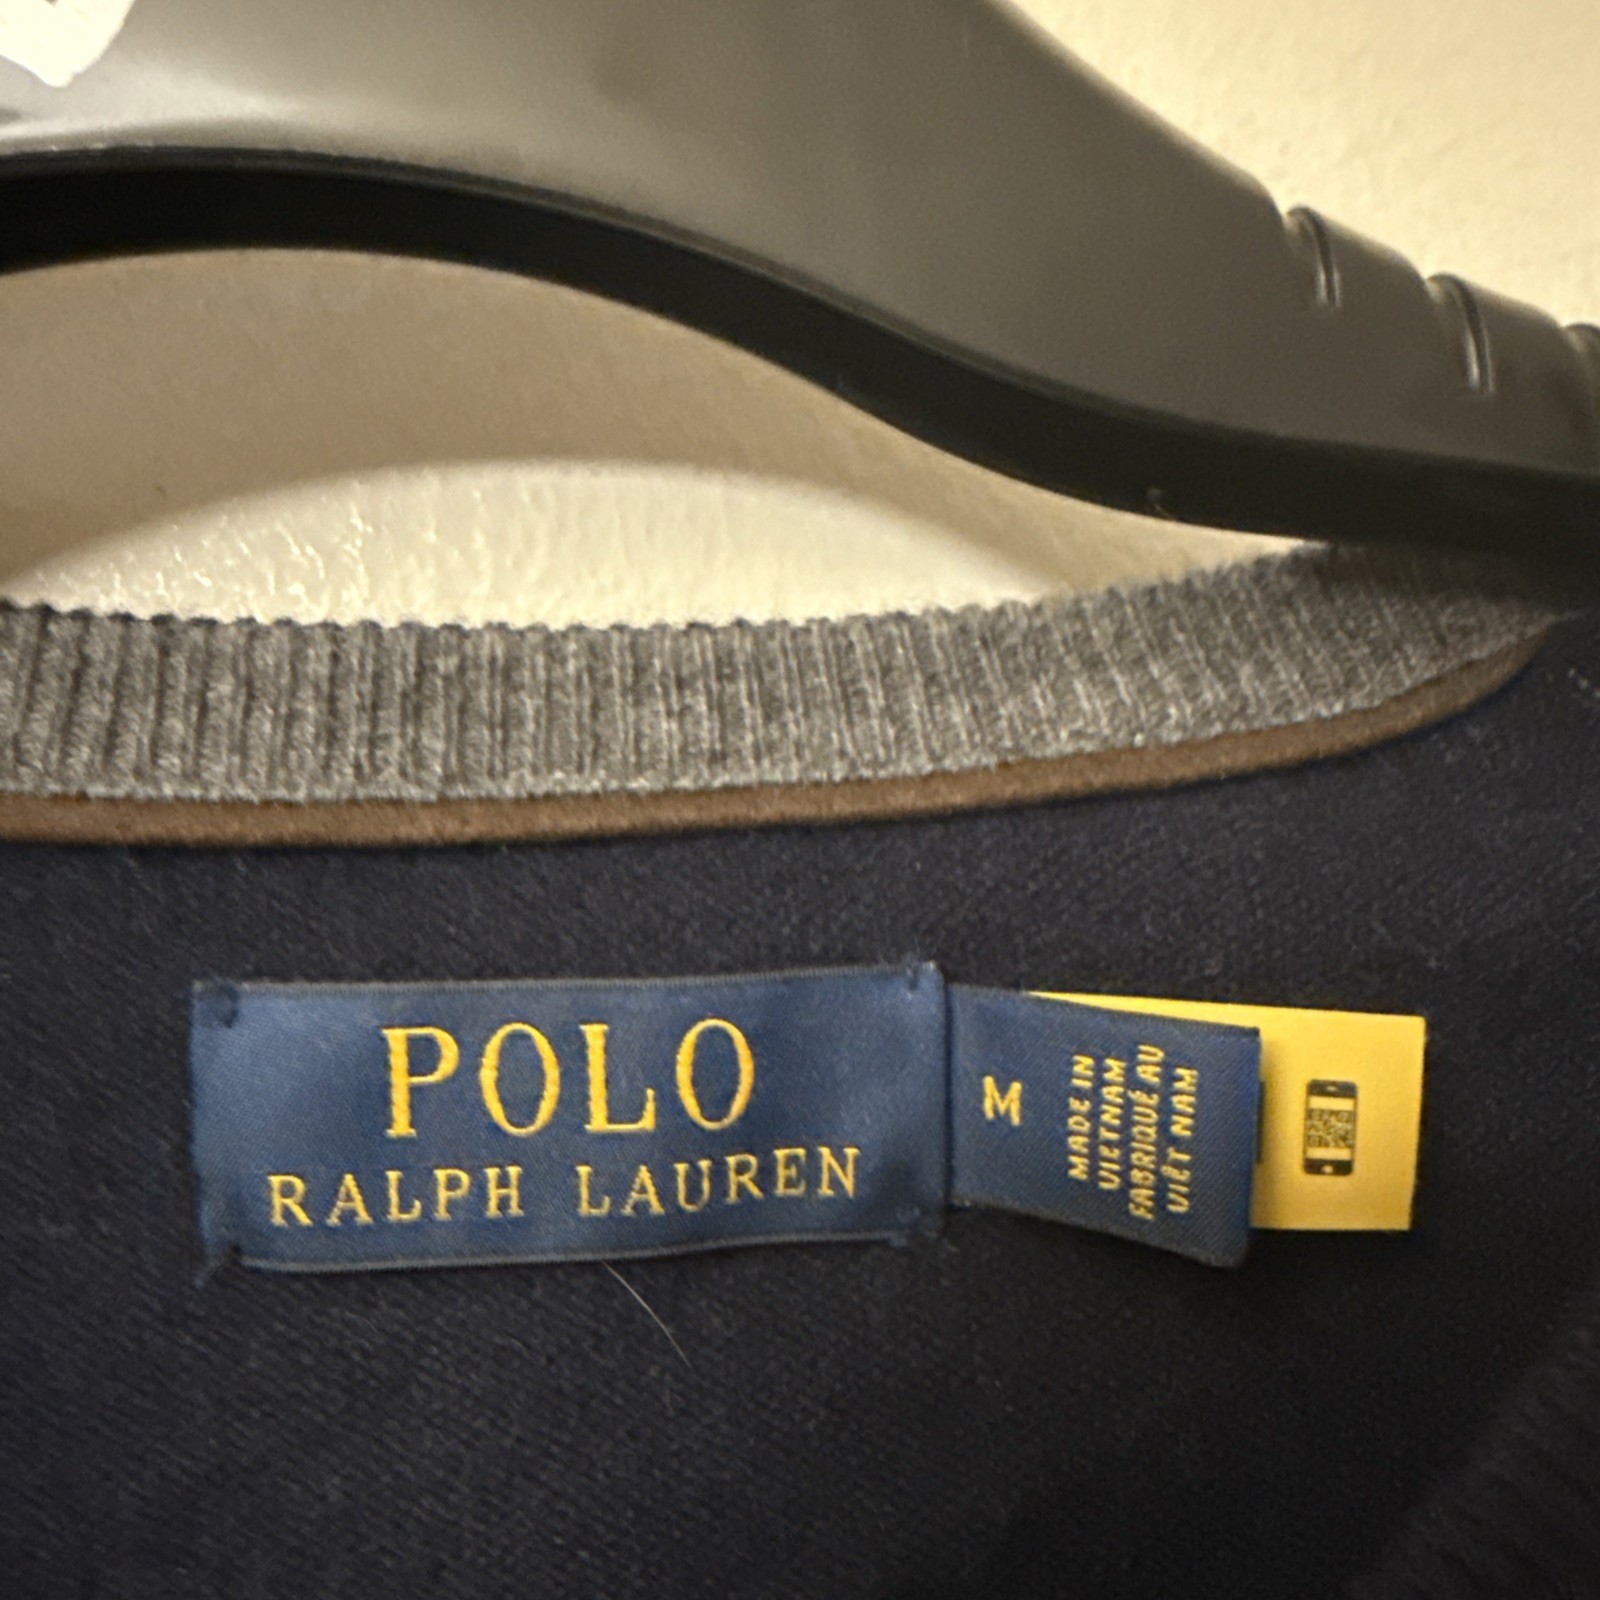 POLO
RALPH LAUREN
M
MADE IN
VIETNAM
FABRIQUÉ AU
VIÊT NAM